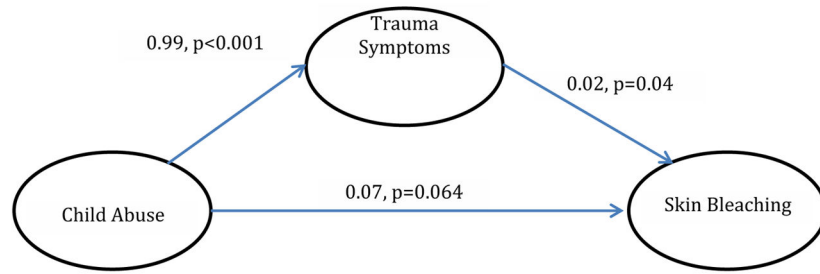 Trauma
Symptoms
0.99, p<0.001
0.02, p=0.04
0.07, p=0.064
Child Abuse
Skin Bleaching